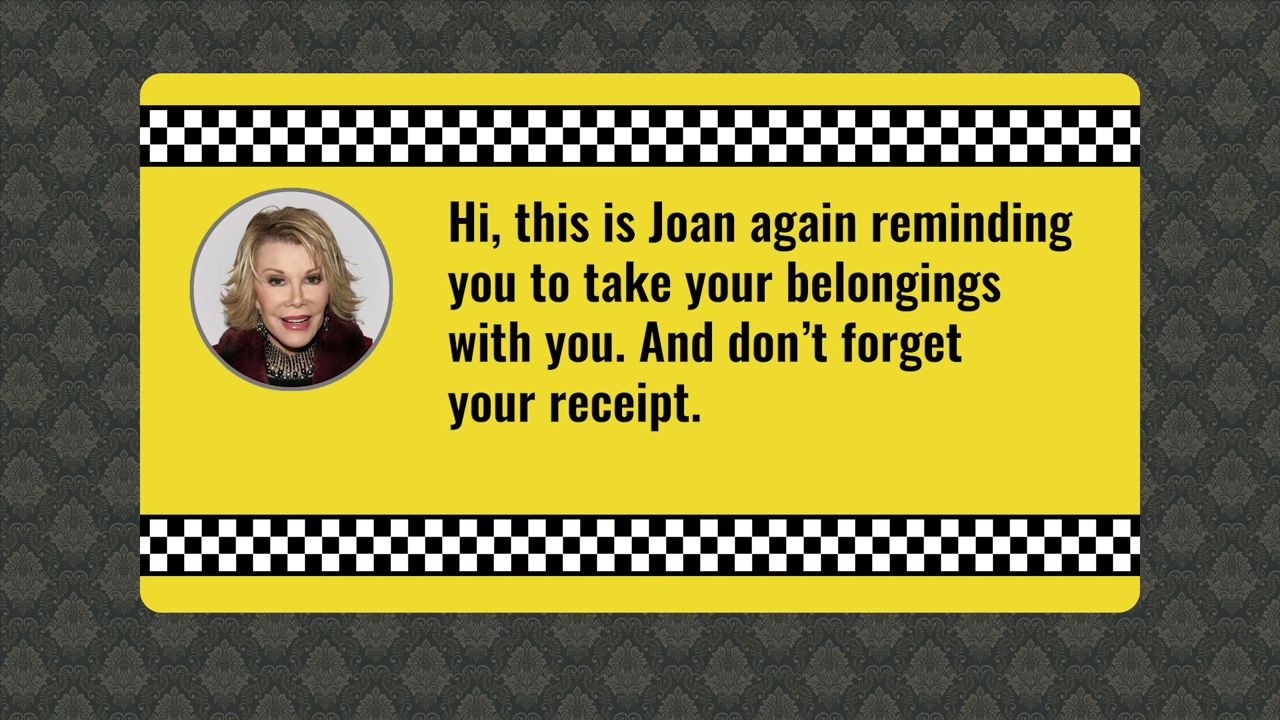 Hi, this is Joan again reminding
you to take your belongings
with you. And don’t forget
your receipt.